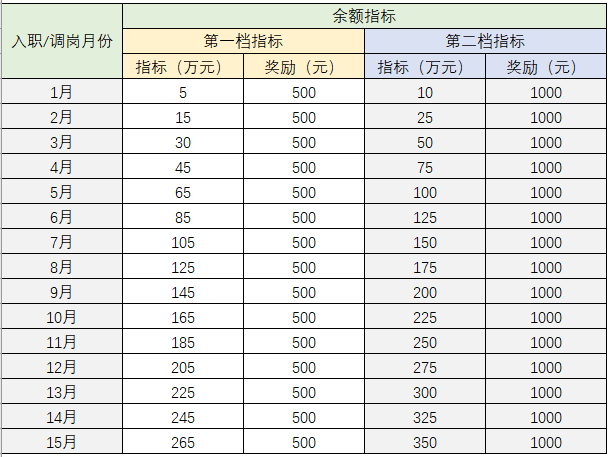 余额指标
入职/调岗月份 第一档指标 第二档指标
指标（万元） 奖励（元） 指标（万元） 奖励（元）
1月 5 500 10 1000
2月 15 500 25 1000
3月 30 500 50 1000
4月 45 500 75 1000
5月 65 500 100 1000
6月 85 500 125 1000
7月 105 500 150 1000
8月 125 500 175 1000
9月 145 500 200 1000
10月 165 500 225 1000
11月 185 500 250 1000
12月 205 500 275 1000
13月 225 500 300 1000
14月 245 500 325 1000
15月 265 500 350 1000